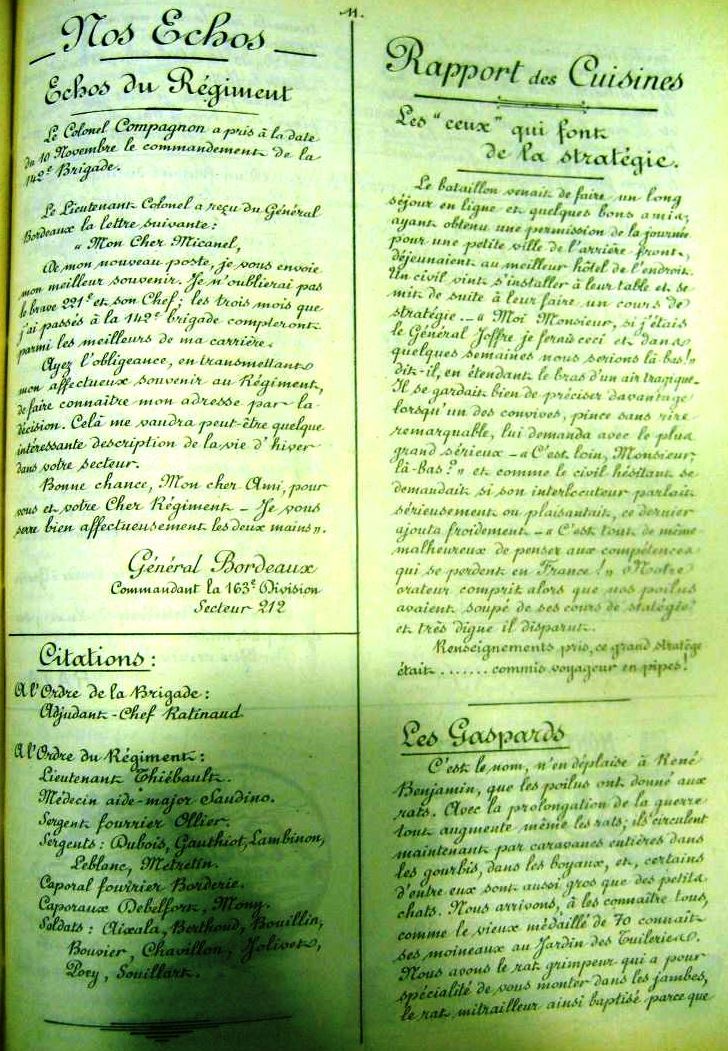 11.
Nos Echos
Echos du Régiment
Le Colonel Compagnon a pris à la date
du 10 Novembre le commandement de la
142e Brigade.
Le Lieutenant Colonel a reçu du Général
Bordeaux la lettre suivante :
" Mon Cher Micanel,
De mon nouveau poste, je vous envoie
mon meilleur souvenir. Je n'oublierai pas
le brave 221e et son Chef ; les trois mois que
j'ai passés à la 142e brigade compteront
parmi les meilleurs de ma carrière.
Ayez l'obligeance, en transmettant
mon affectueux souvenir au Régiment,
de faire connaître mon adresse par la
décision. Celà me vaudra peut-être quelque
intéressante description de la vie d'hiver
dans votre secteur.
Bonne chance, Mon cher Ami, pour
vous et votre Cher Régiment - Je vous
serre bien affectueusement les deux mains ".
Général Bordeaux
Commandant la 163e Division
Secteur 212
Citations :
A l'Ordre de la Brigade :
Adjudant-Chef Ratinaud
A l'Ordre du Régiment :
Lieutenant Thiébault.
Médecin aide-major Saudino.
Sergent fourrier Ollier.
Sergents : Dubois, Gauthiot, Lambinon,
Leblanc, Metretin.
Caporal fourrier Borderie.
Caporaux Debelfort, Mony.
Soldats : Aixala, Berthoud, Bouillin,
Bouvier, Chavillon, Jolivet,
Poey, Souillart.
Rapport des Cuisines
Les "ceux" qui font
de la stratégie.
Le bataillon venait de faire un long
séjour en ligne et quelques bons amis,
ayant obtenu une permission de la journée
pour une petite ville de l'arrière front,
déjeunaient au meilleur hôtel de l'endroit.
Un civil vint s'installer à leur table et se
mit de suite à leur faire un cours de
stratégie.. " Moi Monsieur, si j'étais
le Général Joffre je ferais ceci et dans
quelques semaines nous serions là-bas! "
dit-il, en étendant le bras d'un air tragique.
Il se gardait bien de préciser davantage
lorsqu'un des convives, pince sans rire
remarquable, lui demanda avec le plus
grand sérieux - " C'est loin, Monsieur,
là-bas ? " et comme le civil hésitant se
demandait si son interlocuteur parlait
sérieusement ou plaisantait, ce dernier
ajouta froidement - " C'est tout de même
malheureux de penser aux compétences
qui se perdent en France ! " Notre
orateur comprit alors que nos poilus
avaient soupé de ses cours de statégie
et très digne il disparut.
Renseignements pris, ce grand stratège
était ....... commis voyageur en pipes !
Les Gaspards
C'est le nom, n'en déplaise à René
Benjamin, que les poilus ont donné aux
rats. Avec la prolongation de la guerre
tout augmente même les rats ; ils circulent
maintenant par caravanes entières dans
les gourbis, dans les boyaux, et, certains
d'entre eux sont aussi gros que des petits
chats. Nous arrivons, à les connaître tous,
comme le vieux médaillé de 70 connait
ses moineaux au Jardin des Tuileries.
Nous avons le rat grimpeur qui a pour
spécialité de vous monter dans les jambes,
le rat mitrailleur ainsi baptisé parce que